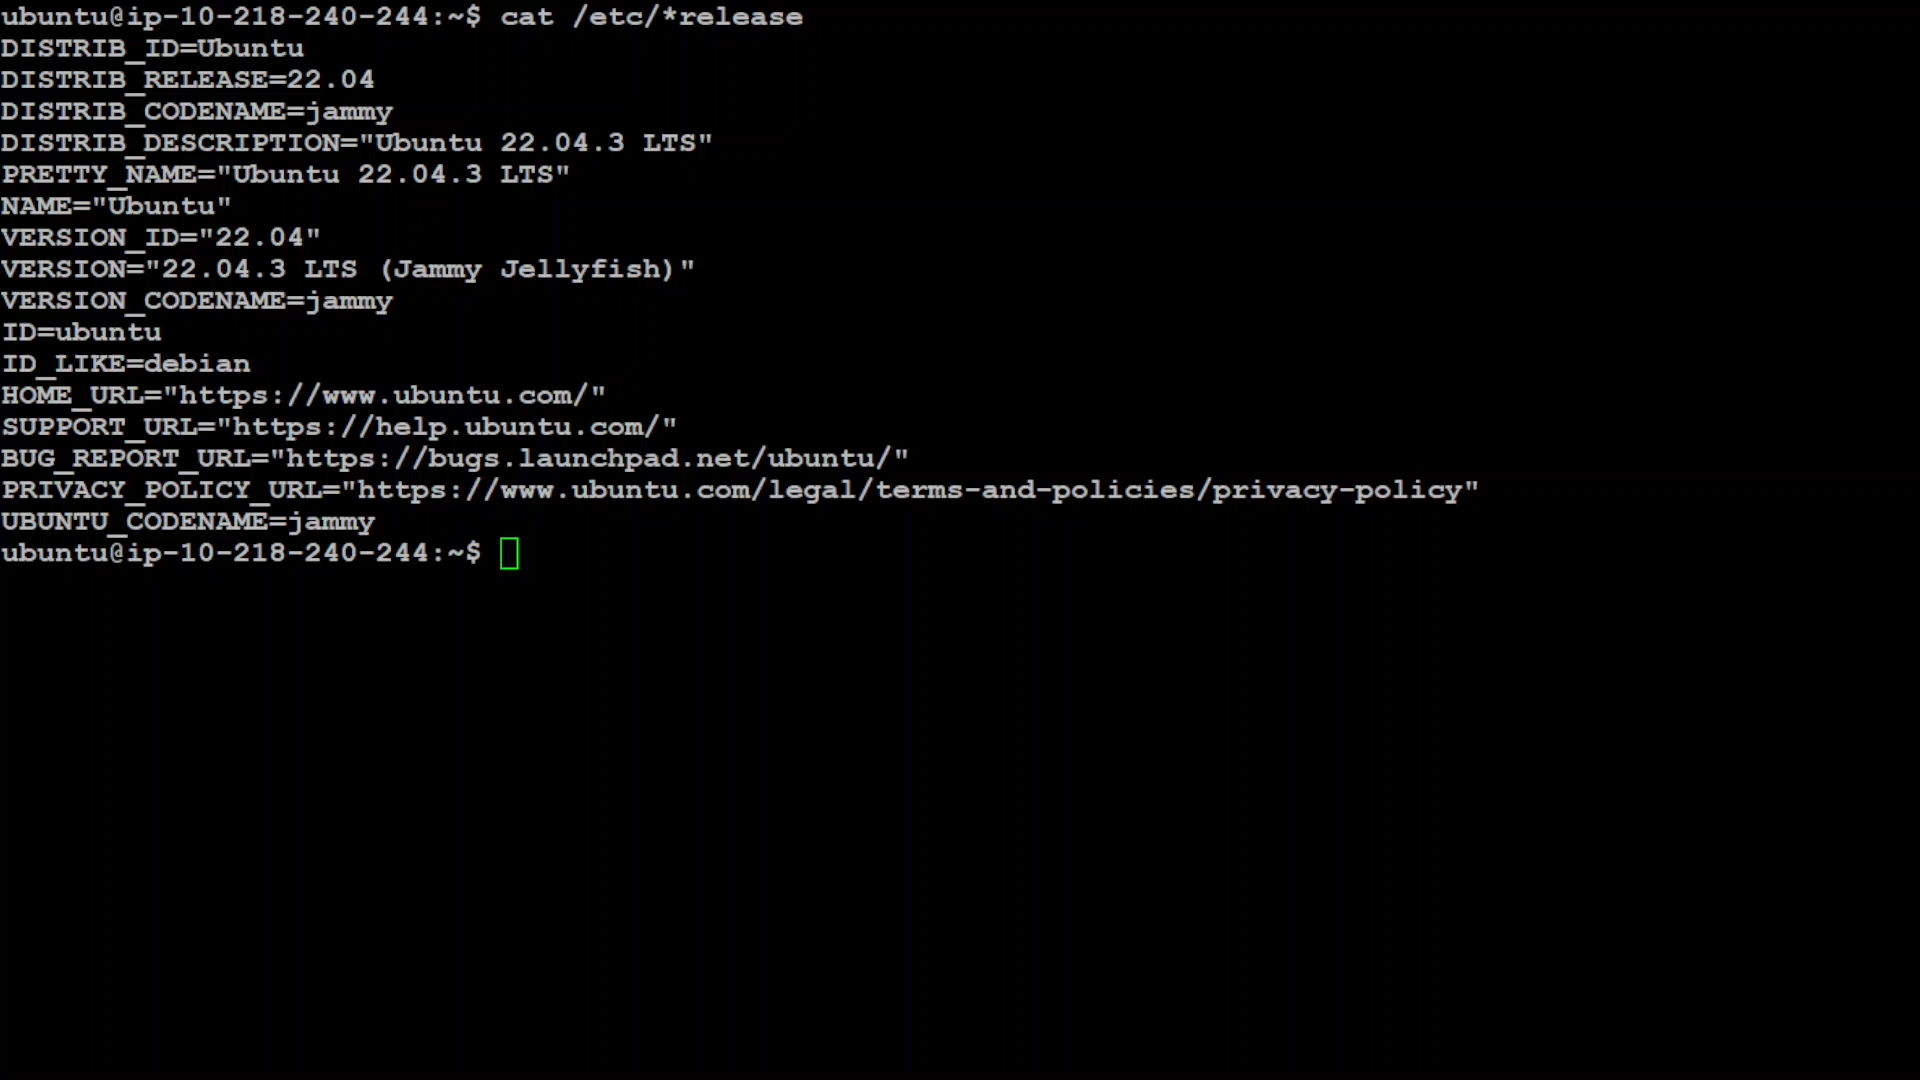 ubuntu@ip-10-218-240-244:~$ cat /etc/*release
DISTRIB_ID=Ubuntu
DISTRIB_RELEASE=22.04
DISTRIB_CODENAME=jammy
DISTRIB_DESCRIPTION="Ubuntu 22.04.3 LTS"
PRETTY_NAME="Ubuntu 22.04.3 LTS"
NAME="Ubuntu"
VERSION_ID="22.04"
VERSION="22.04.3 LTS (Jammy Jellyfish)"
VERSION_CODENAME=jammy
ID=ubuntu
ID_LIKE=debian
HOME_URL="https://www.ubuntu.com/"
SUPPORT_URL="https://help.ubuntu.com/"
BUG_REPORT_URL="https://bugs.launchpad.net/ubuntu/"
PRIVACY_POLICY_URL="https://www.ubuntu.com/legal/terms-and-policies/privacy-policy"
UBUNTU_CODENAME=jammy
ubuntu@ip-10-218-240-244:~$